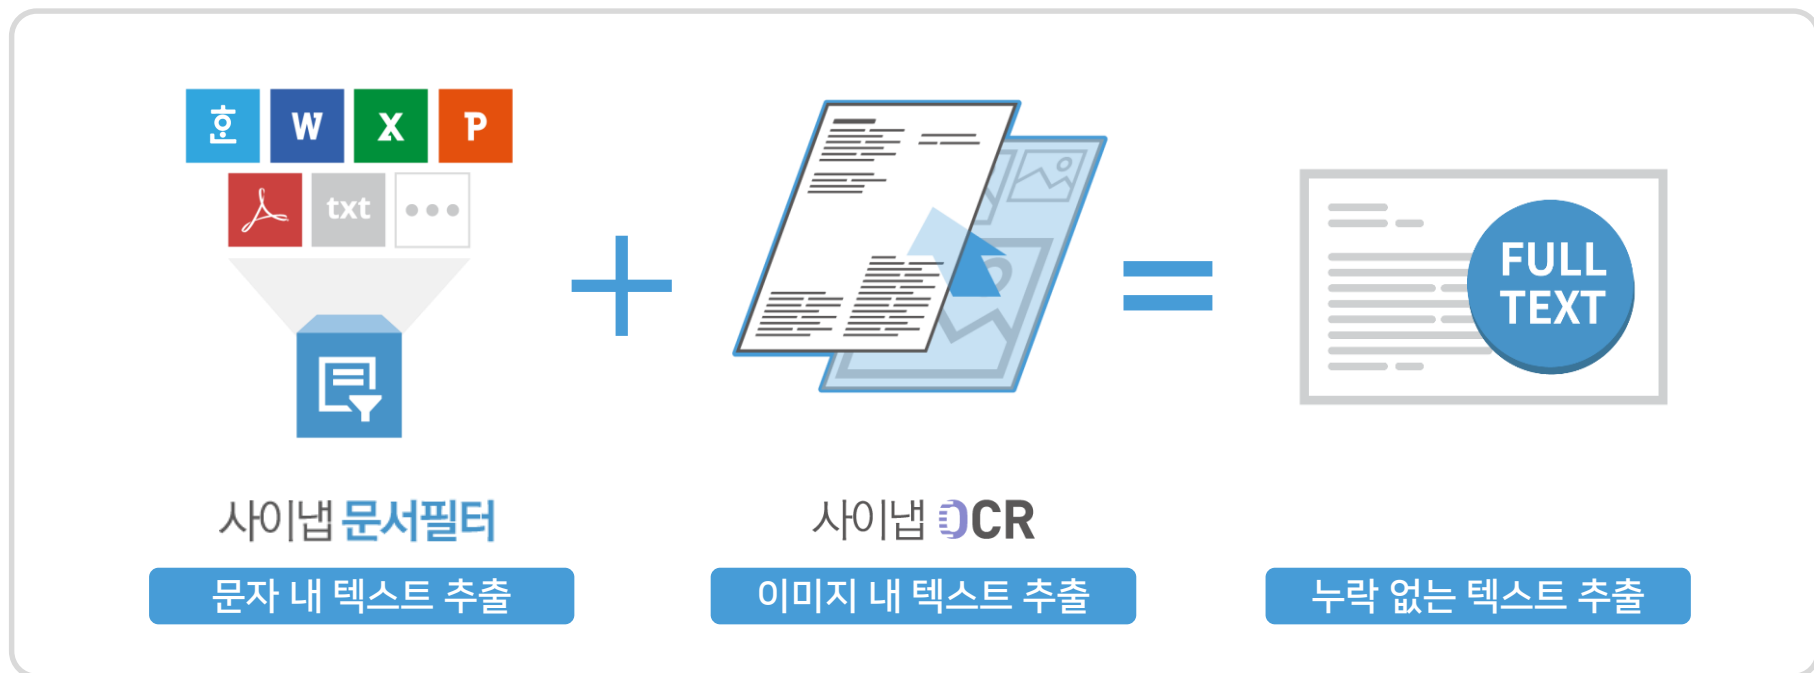 흔 W X P
txt
FULL
TEXT
사이냅 문서필터
사이냅 OCR
문자 내 텍스트 추출
이미지 내 텍스트 추출
누락 없는 텍스트 추출